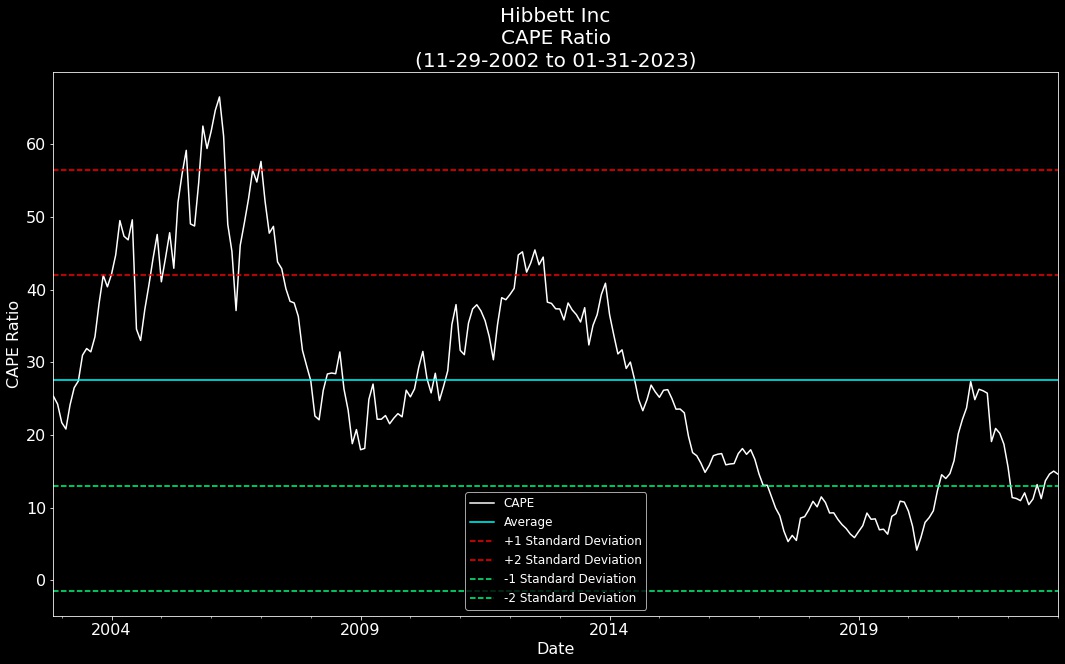 Hibbett Inc
CAPE Ratio
(11-29-2002 to 01-31-2023)
CAPE Ratio
60
50
40
30
20
10
0
CAPE
Average
+1 Standard Deviation
+2 Standard Deviation
-1 Standard Deviation
-2 Standard Deviation
2004
2009
2014
2019
Date